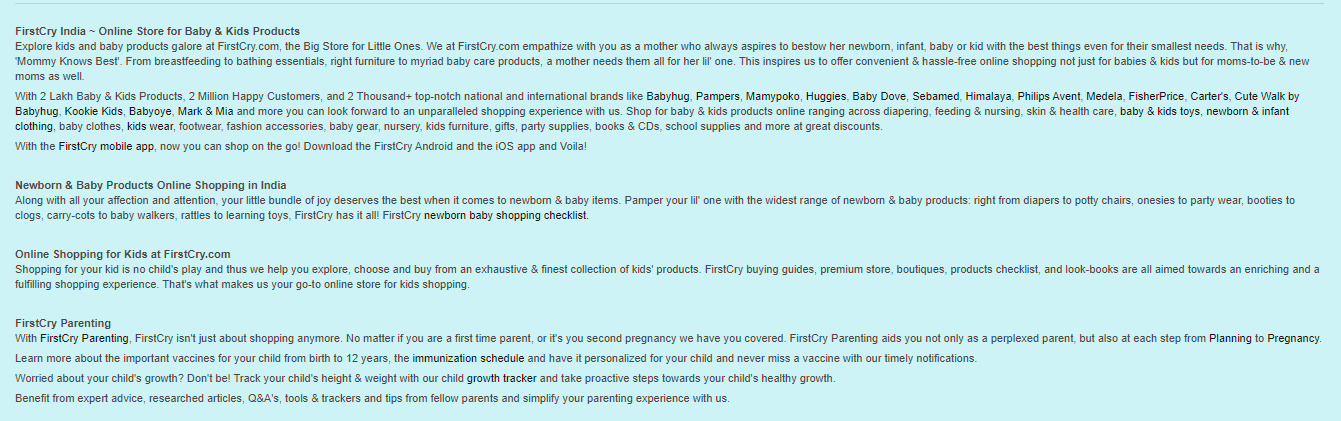 FirstCry India ~ Online Store for Baby & Kids Products
Explore kids and baby products galore at FirstCry.com, the Big Store for Little Ones. We at FirstCry.com empathize with you as a mother who always aspires to bestow her newborn, infant, baby or kid with the best things even for their smallest needs. That is why,
'Mommy Knows Best'. From breastfeeding to bathing essentials, right furniture to myriad baby care products, a mother needs them all for her lil' one. This inspires us to offer convenient & hassle-free online shopping not just for babies & kids but for moms-to-be & new
moms as well.
With 2 Lakh Baby & Kids Products, 2 Million Happy Customers, and 2 Thousand+ top-notch national and international brands like Babyhug, Pampers, Mamypoko, Huggies, Baby Dove, Sebamed, Himalaya, Philips Avent, Medela, FisherPrice, Carter's, Cute Walk by
Babyhug, Kookie Kids, Babyoye, Mark & Mia and more you can look forward to an unparalleled shopping experience with us. Shop for baby & kids products online ranging across diapering, feeding & nursing, skin & health care, baby & kids toys, newborn & infant
clothing, baby clothes, kids wear, footwear, fashion accessories, baby gear, nursery, kids furniture, gifts, party supplies, books & CDs, school supplies and more at great discounts.
With the FirstCry mobile app, now you can shop on the go! Download the FirstCry Android and the iOS app and Voila!
Newborn & Baby Products Online Shopping in India
Along with all your affection and attention, your little bundle of joy deserves the best when it comes to newborn & baby items. Pamper your lil' one with the widest range of newborn & baby products: right from diapers to potty chairs, onesies to party wear, booties to
clogs, carry-cots to baby walkers, rattles to learning toys, FirstCry has it all! FirstCry newborn baby shopping checklist.
Online Shopping for Kids at FirstCry.com
Shopping for your kid is no child's play and thus we help you explore, choose and buy from an exhaustive & finest collection of kids' products. FirstCry buying guides, premium store, boutiques, products checklist, and look-books are all aimed towards an enriching and a
fulfilling shopping experience. That's what makes us your go-to online store for kids shopping.
FirstCry Parenting
With FirstCry Parenting, FirstCry isn't just about shopping anymore. No matter if you are a first time parent, or it's you second pregnancy we have you covered. FirstCry Parenting aids you not only as a perplexed parent, but also at each step from Planning to Pregnancy.
Learn more about the important vaccines for your child from birth to 12 years, the immunization schedule and have it personalized for your child and never miss a vaccine with our timely notifications.
Worried about your child's growth? Don't be! Track your child's height & weight with our child growth tracker and take proactive steps towards your child's healthy growth.
Benefit from expert advice, researched articles, Q&A's, tools & trackers and tips from fellow parents and simplify your parenting experience with us.